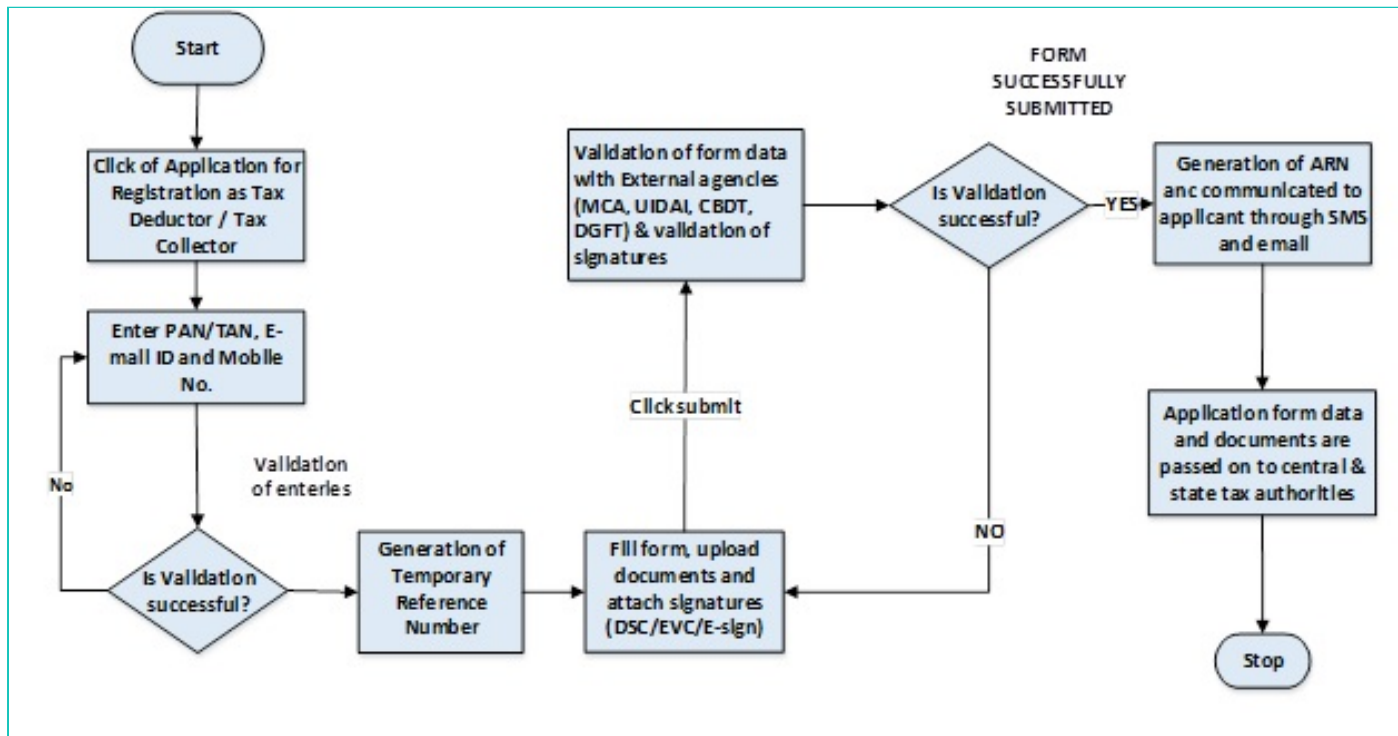 Start
Click of Application for
Registration as Tax
Deductor / Tax
Collector
Enter PAN/TAN, E-
mail ID and Mobile
No.
No
Validation
of enteries
Is Validation
successful?
Generation of
Temporary
Reference
Number
Fill form, upload
documents and
attach signatures
(DSC/EVC/E-sign)
Click submit
Validation of form data
with External agencies
(MCA, UIDAI, CBDT,
DGFT) & validation of
signatures
FORM
SUCCESSFULLY
SUBMITTED
Is Validation
successful?
YES
NO
Generation of ARN
anc communicated to
applicant through SMS
and email
Application form data
and documents are
passed on to central &
state tax authorities
Stop